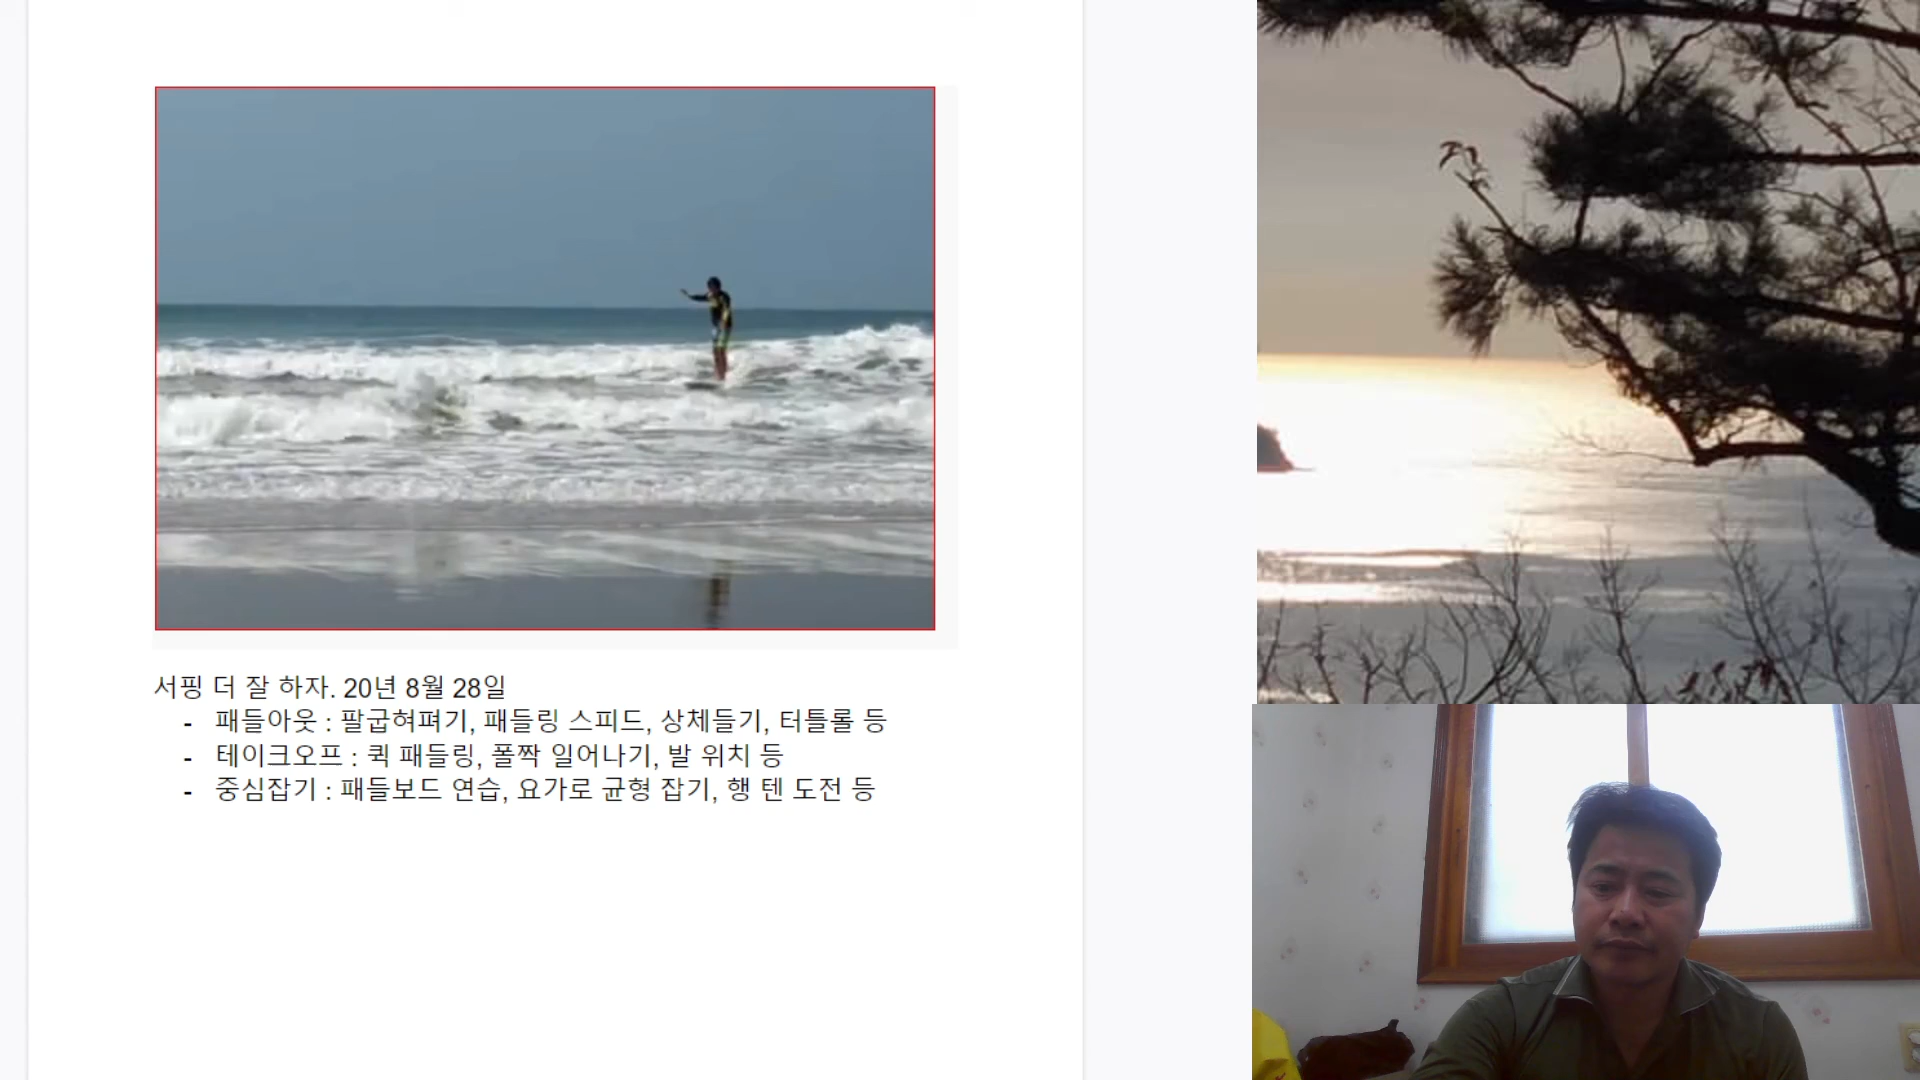 서핑 더 잘 하자. 20년 8월 28일
- 패들아웃 : 팔굽혀펴기, 패들링 스피드, 상체들기, 터틀롤 등
- 테이크오프 : 퀵 패들링, 폴짝 일어나기, 발 위치 등
- 중심잡기 : 패들보드 연습, 요가로 균형 잡기, 행 텐 도전 등